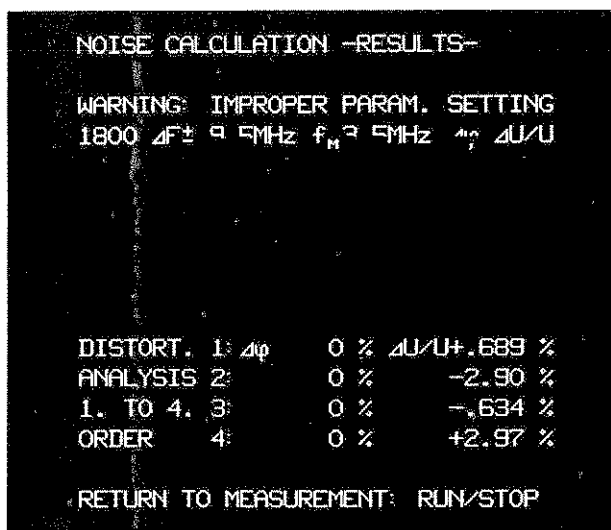 NOISE CALCULATION -RESULTS-
WARNING: IMPROPER PARAM. SETTING
1800 ΔF± MHz fM MHz ΔU/U
DISTORT. 1: Δφ 0 % ΔU/U+.689 %
ANALYSIS 2: 0 % -2.90 %
1. TO 4. 3: 0 % -.634 %
ORDER 4: 0 % +2.97 %
RETURN TO MEASUREMENT: RUN/STOP